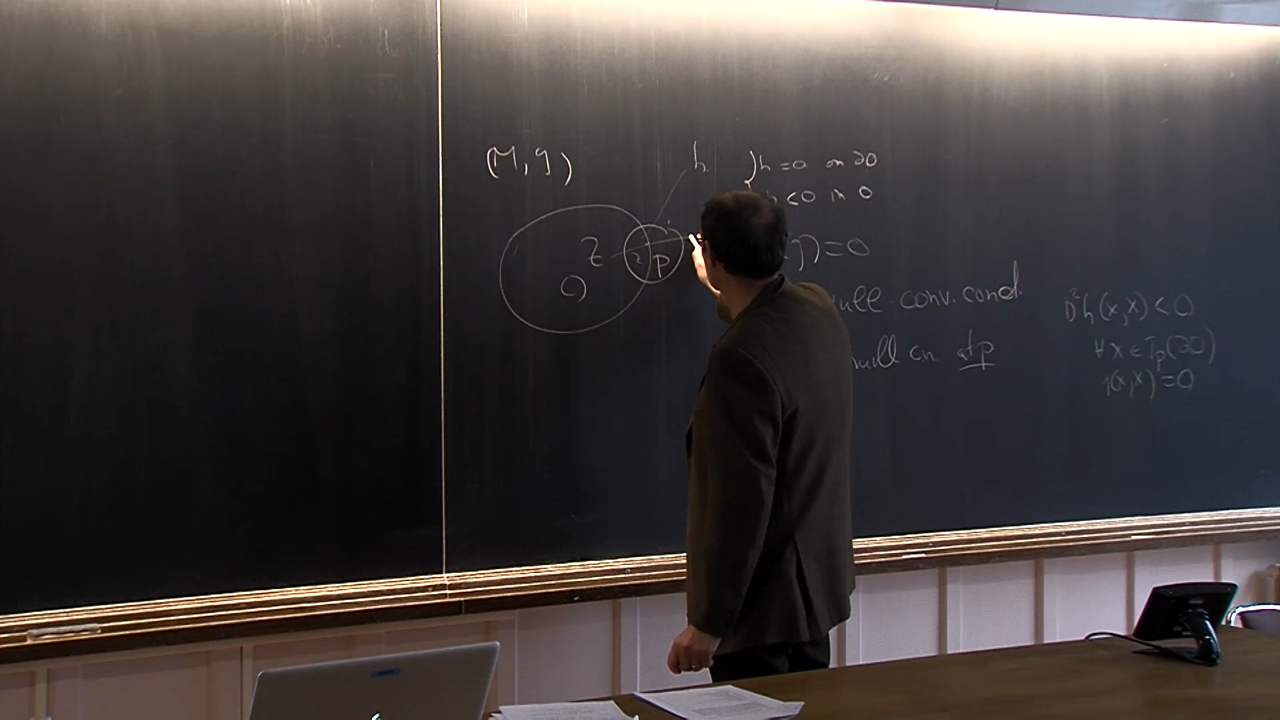 (M, g)
h
h = 0 on ∂O
< 0 in O
Z
p
O
) = 0
null conv. cond.
null cn at p
D²h(X, X) < 0
∀ X ∈ Tp(∂O)
g(X, X) = 0